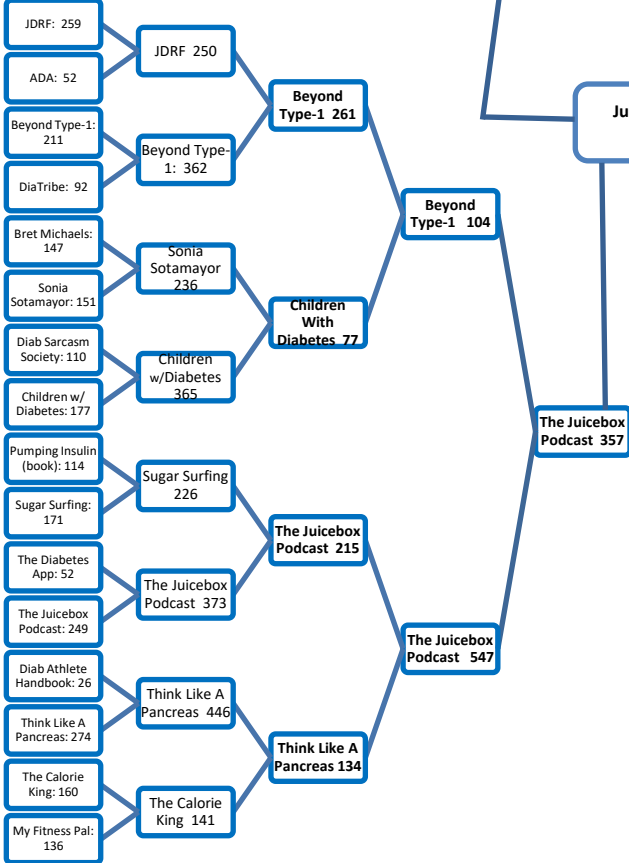 JDRF: 259
ADA: 52
Beyond Type-1:
211
DiaTribe: 92
Bret Michaels:
147
Sonia
Sotamayor: 151
Diab Sarcasm
Society: 110
Children w/
Diabetes: 177
Pumping Insulin
(book): 114
Sugar Surfing:
171
The Diabetes
App: 52
The Juicebox
Podcast: 249
Diab Athlete
Handbook: 26
Think Like A
Pancreas: 274
The Calorie
King: 160
My Fitness Pal:
136
JDRF 250
Beyond Type-
1: 362
Sonia
Sotamayor
236
Children
w/Diabetes
365
Sugar Surfing
226
The Juicebox
Podcast 373
Think Like A
Pancreas 446
The Calorie
King 141
Beyond
Type-1 261
Children
With
Diabetes 77
The Juicebox
Podcast 215
Think Like A
Pancreas 134
Beyond
Type-1 104
The Juicebox
Podcast 547
The Juicebox
Podcast 357
Ju